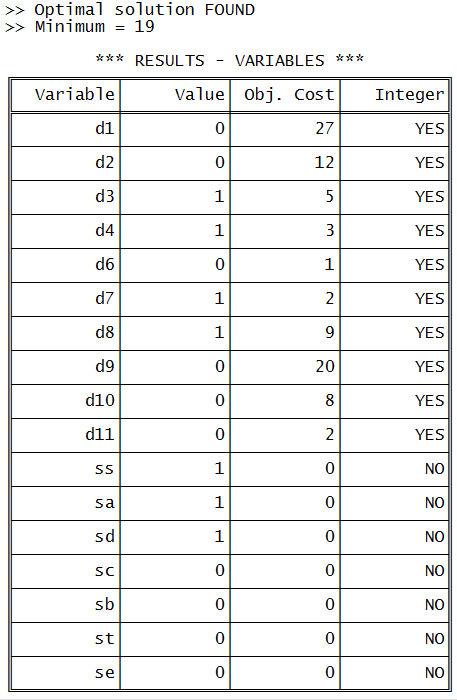 >> Optimal solution FOUND
>> Minimum = 19
*** RESULTS - VARIABLES ***
Variable Value Obj. Cost Integer
d1 0 27 YES
d2 0 12 YES
d3 1 5 YES
d4 1 3 YES
d6 0 1 YES
d7 1 2 YES
d8 1 9 YES
d9 0 20 YES
d10 0 8 YES
d11 0 2 YES
ss 1 0 NO
sa 1 0 NO
sd 1 0 NO
sc 0 0 NO
sb 0 0 NO
st 0 0 NO
se 0 0 NO